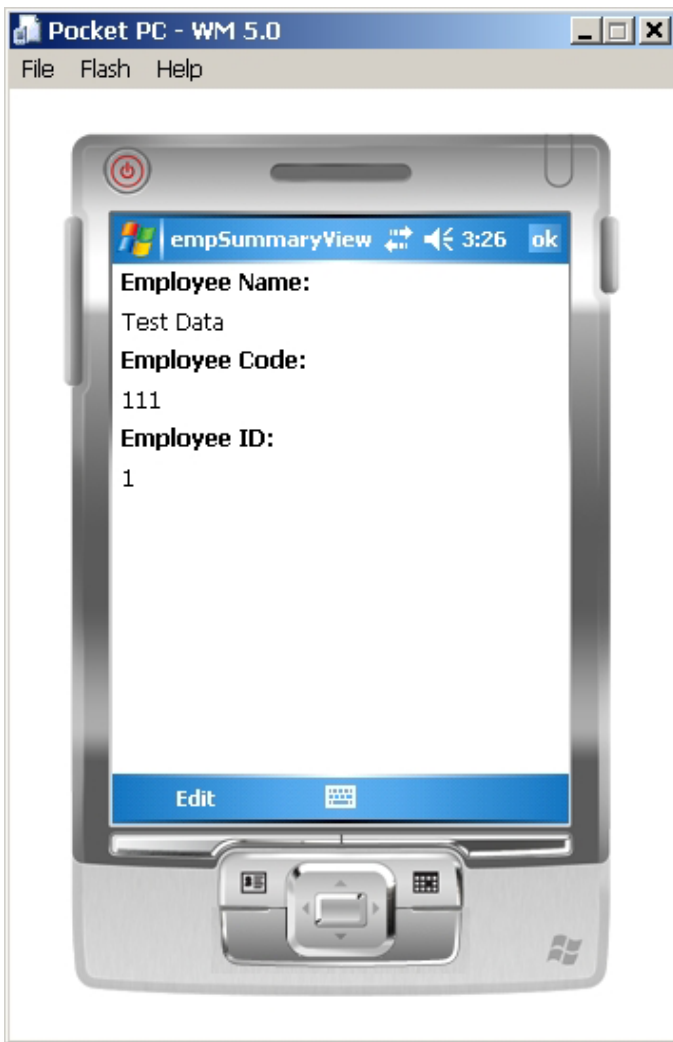 Pocket PC - WM 5.0
File Flash Help
empSummaryView 3:26 ok
Employee Name:
Test Data
Employee Code:
111
Employee ID:
1
Edit